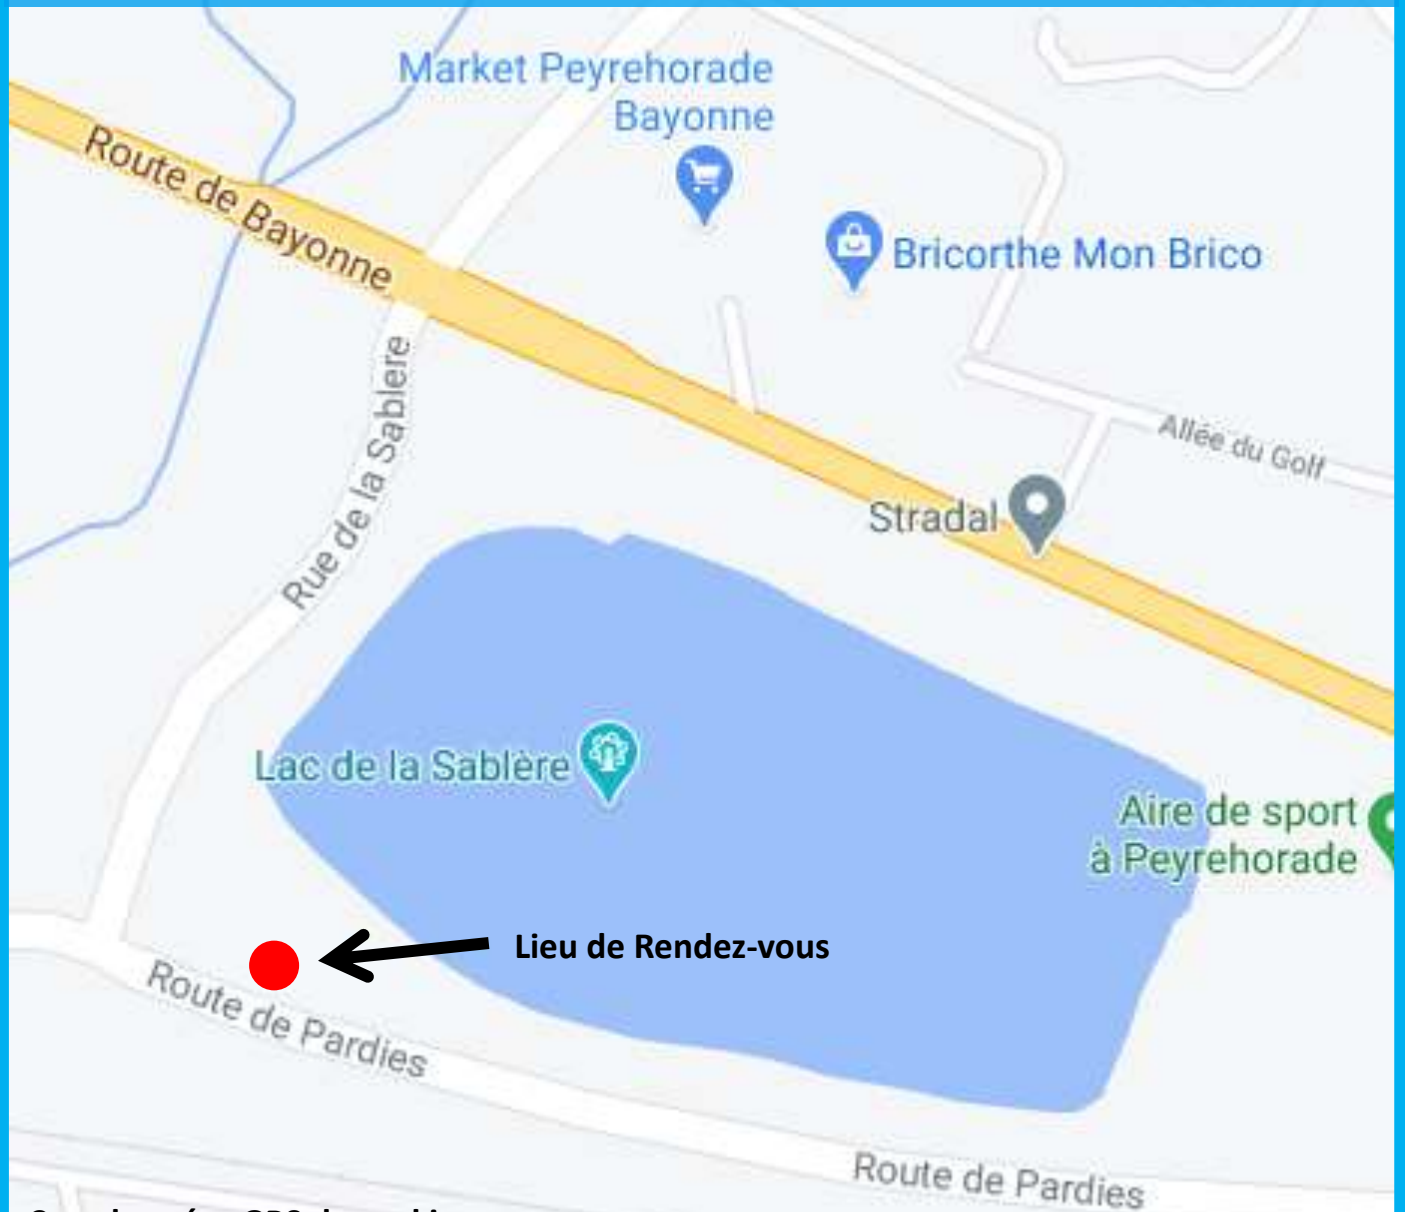 Market Peyrehorade
Bayonne
Route de Bayonne
Bricorthe Mon Brico
Rue de la Sablere
Allée du Golf
Stradal
Lac de la Sablère
Aire de sport
à Peyrehorade
Lieu de Rendez-vous
Route de Pardies
Route de Pardies